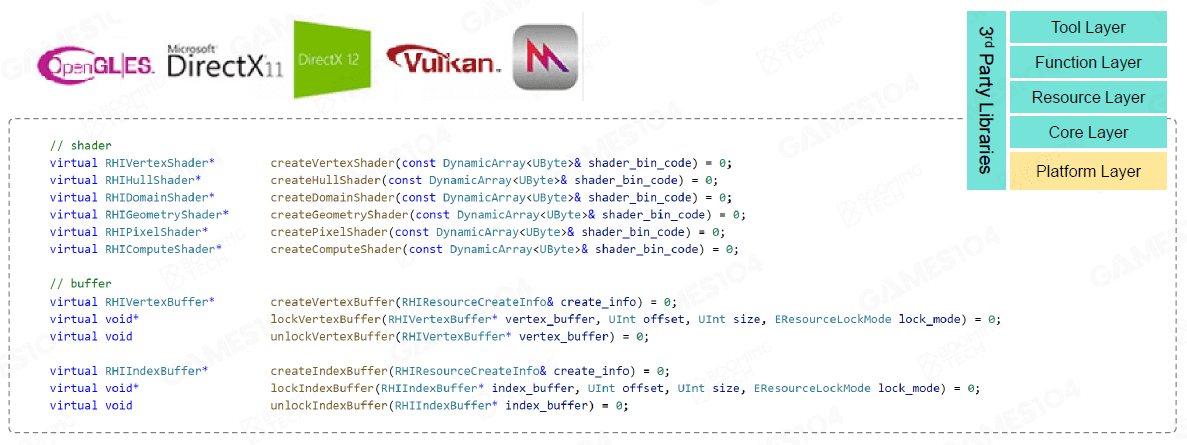 OpenGL|ES.
Microsoft®
DirectX11
DirectX 12
Vulkan™
3rd Party Libraries
Tool Layer
Function Layer
Resource Layer
Core Layer
Platform Layer
// shader
virtual RHIVertexShader* createVertexShader(const DynamicArray<UByte>& shader_bin_code) = 0;
virtual RHIHullShader* createHullShader(const DynamicArray<UByte>& shader_bin_code) = 0;
virtual RHIDomainShader* createDomainShader(const DynamicArray<UByte>& shader_bin_code) = 0;
virtual RHIGeometryShader* createGeometryShader(const DynamicArray<UByte>& shader_bin_code) = 0;
virtual RHIPixelShader* createPixelShader(const DynamicArray<UByte>& shader_bin_code) = 0;
virtual RHIComputeShader* createComputeShader(const DynamicArray<UByte>& shader_bin_code) = 0;
// buffer
virtual RHIVertexBuffer* createVertexBuffer(RHIResourceCreateInfo& create_info) = 0;
virtual void* lockVertexBuffer(RHIVertexBuffer* vertex_buffer, UInt offset, UInt size, EResourceLockMode lock_mode) = 0;
virtual void unlockVertexBuffer(RHIVertexBuffer* vertex_buffer) = 0;
virtual RHIIndexBuffer* createIndexBuffer(RHIResourceCreateInfo& create_info) = 0;
virtual void* lockIndexBuffer(RHIIndexBuffer* index_buffer, UInt offset, UInt size, EResourceLockMode lock_mode) = 0;
virtual void unlockIndexBuffer(RHIIndexBuffer* index_buffer) = 0;
GAMES104
BOOMING
TECH